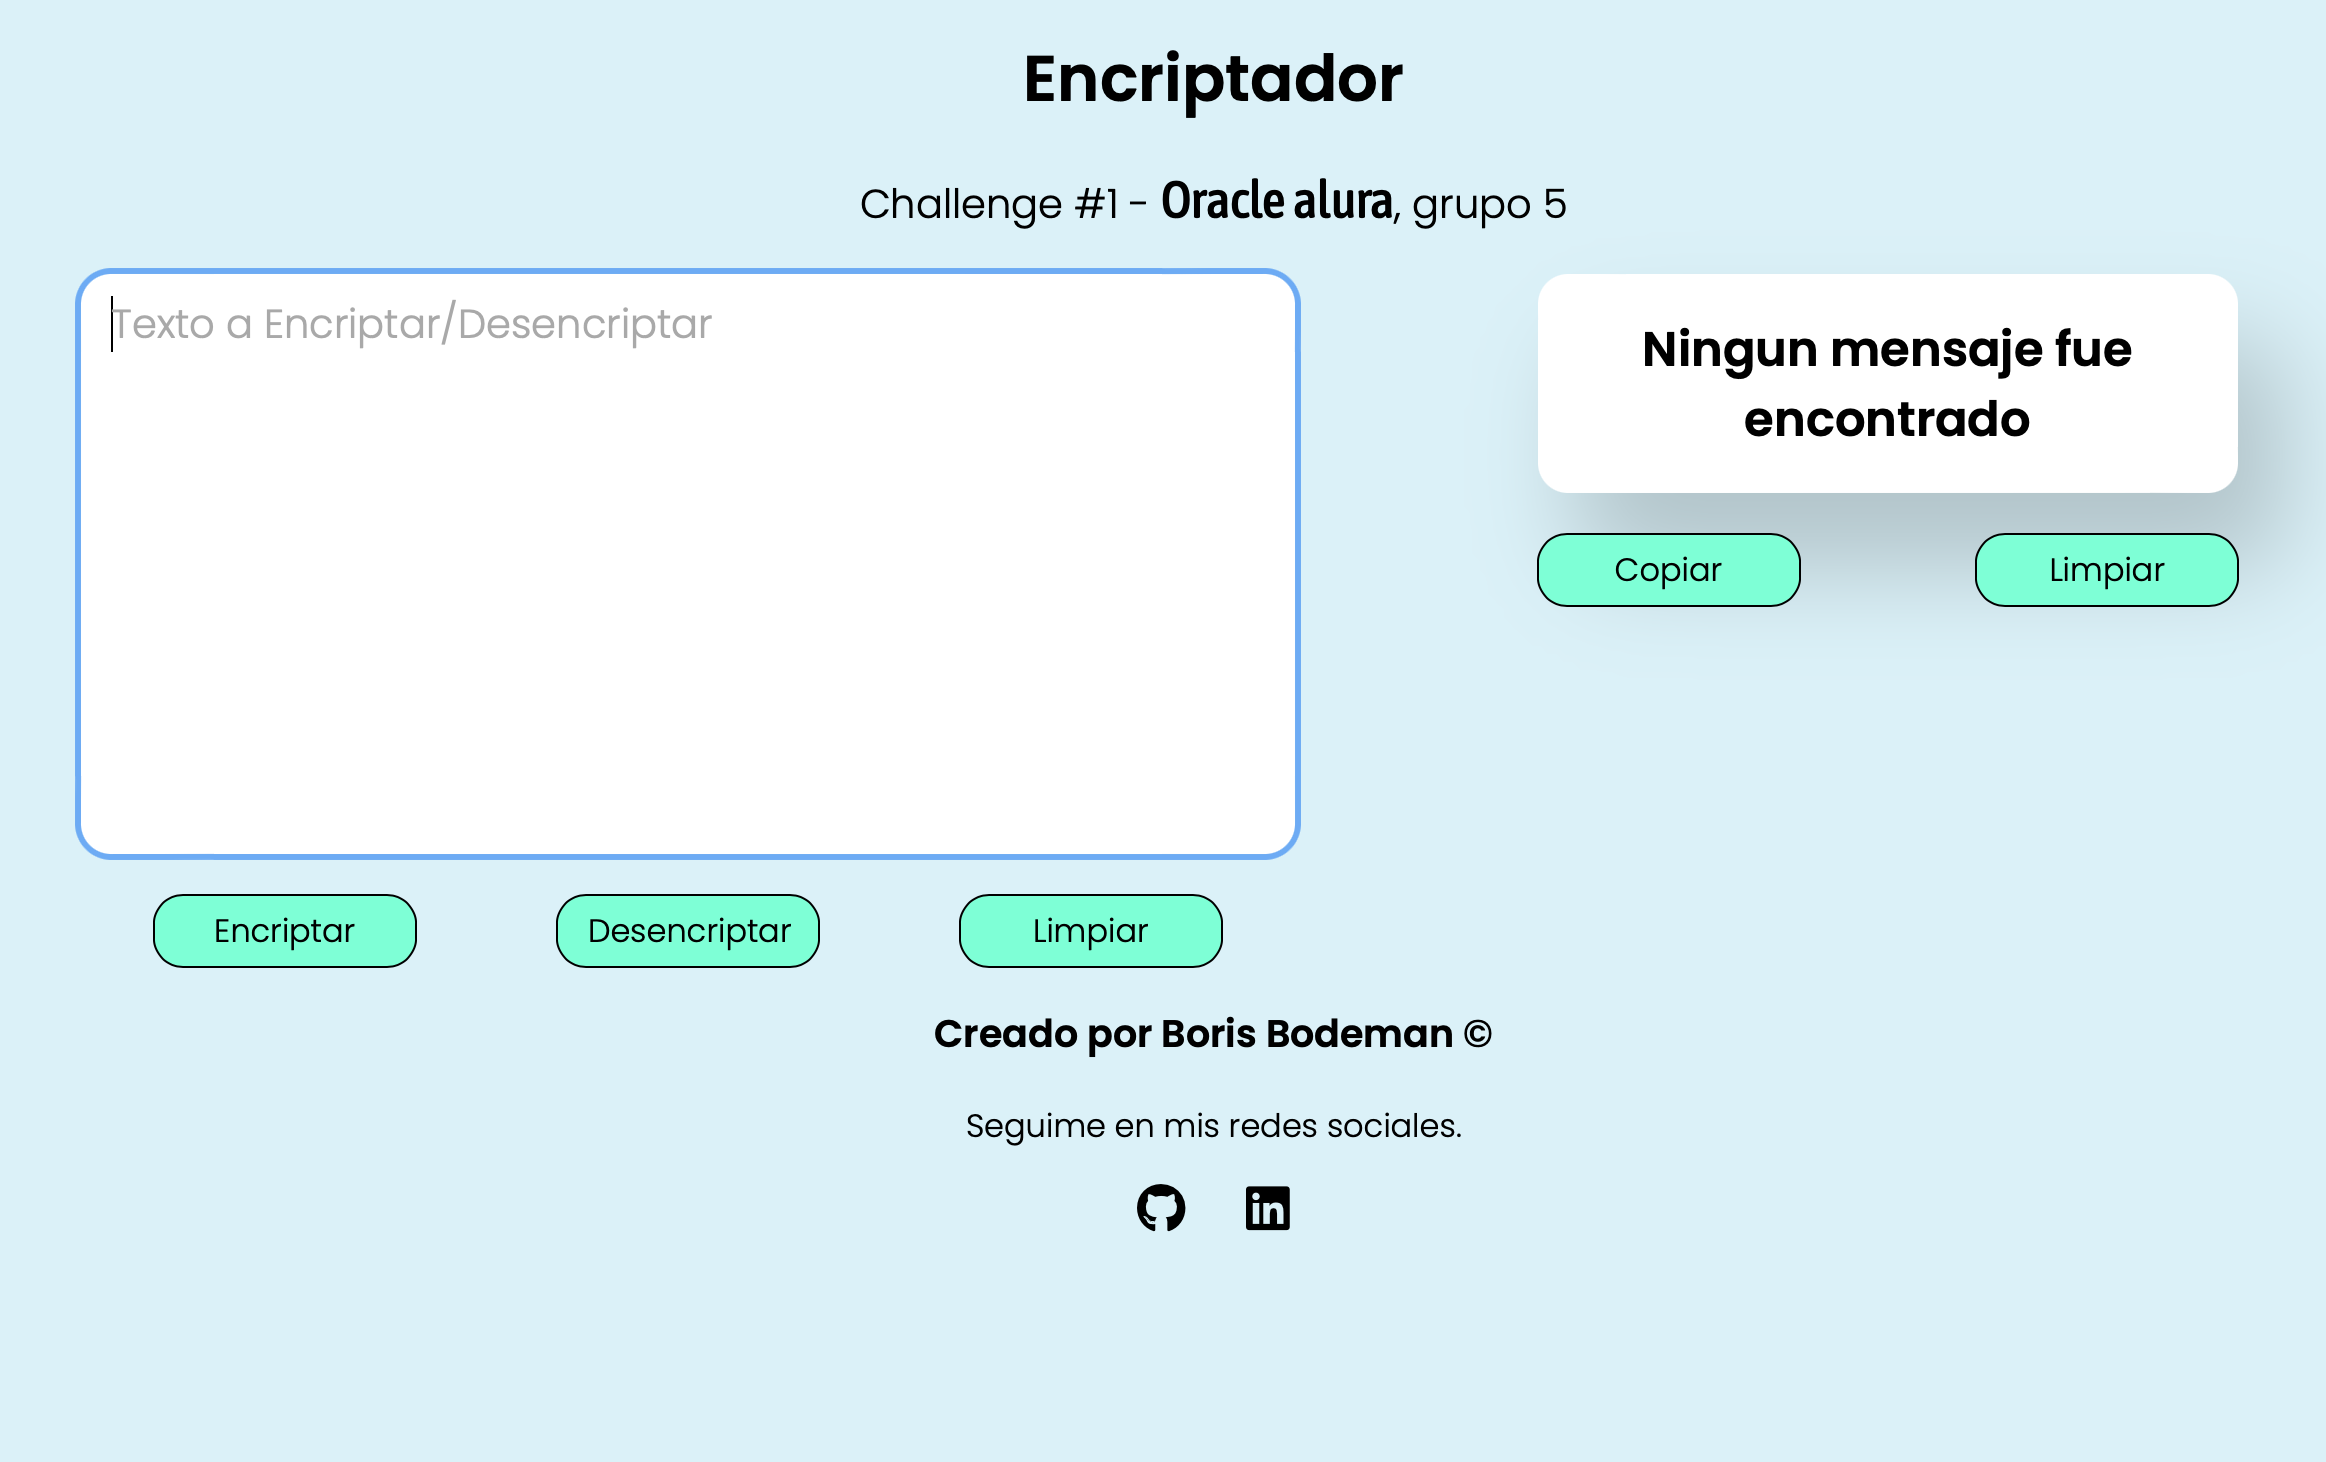 Encriptador
Challenge #1 - Oracle alura, grupo 5
Texto a Encriptar/Desencriptar
Encriptar
Desencriptar
Limpiar
Ningun mensaje fue
encontrado
Copiar
Limpiar
Creado por Boris Bodeman ©
Seguime en mis redes sociales.
in